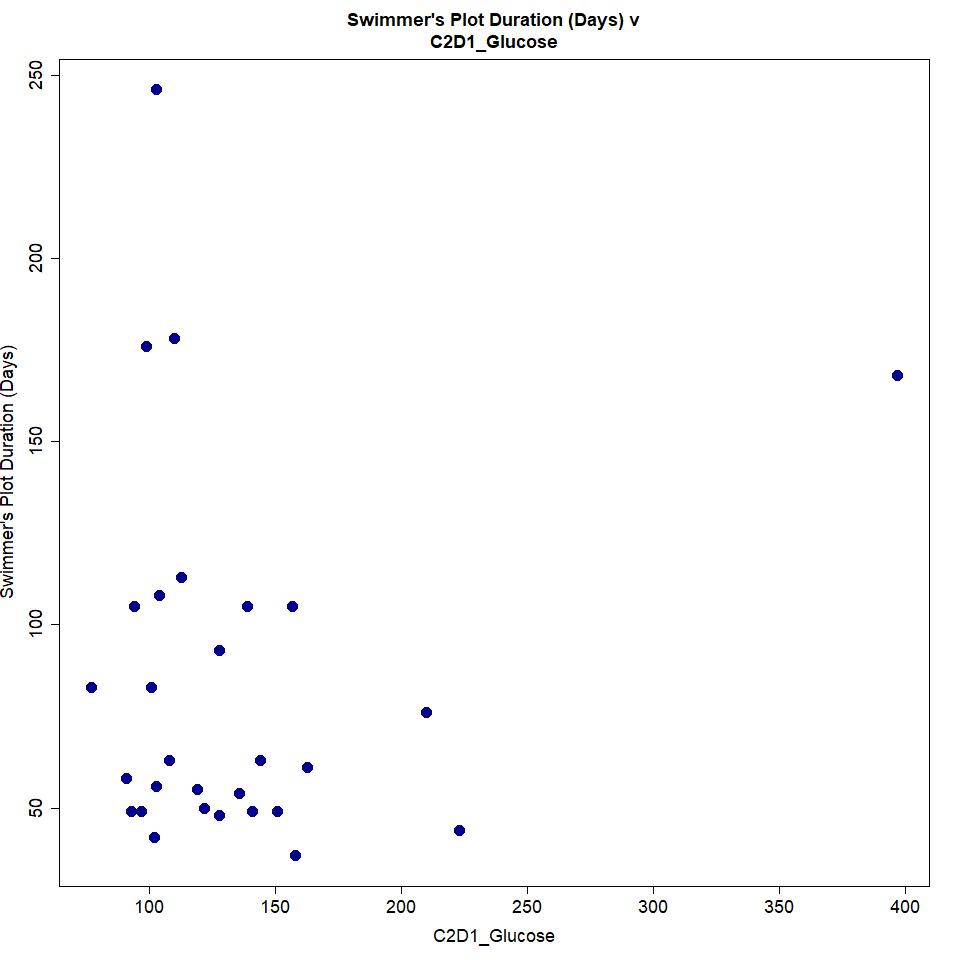 Swimmer's Plot Duration (Days) v
C2D1_Glucose
Swimmer's Plot Duration (Days)
250
200
150
100
50
100 150 200 250 300 350 400
C2D1_Glucose